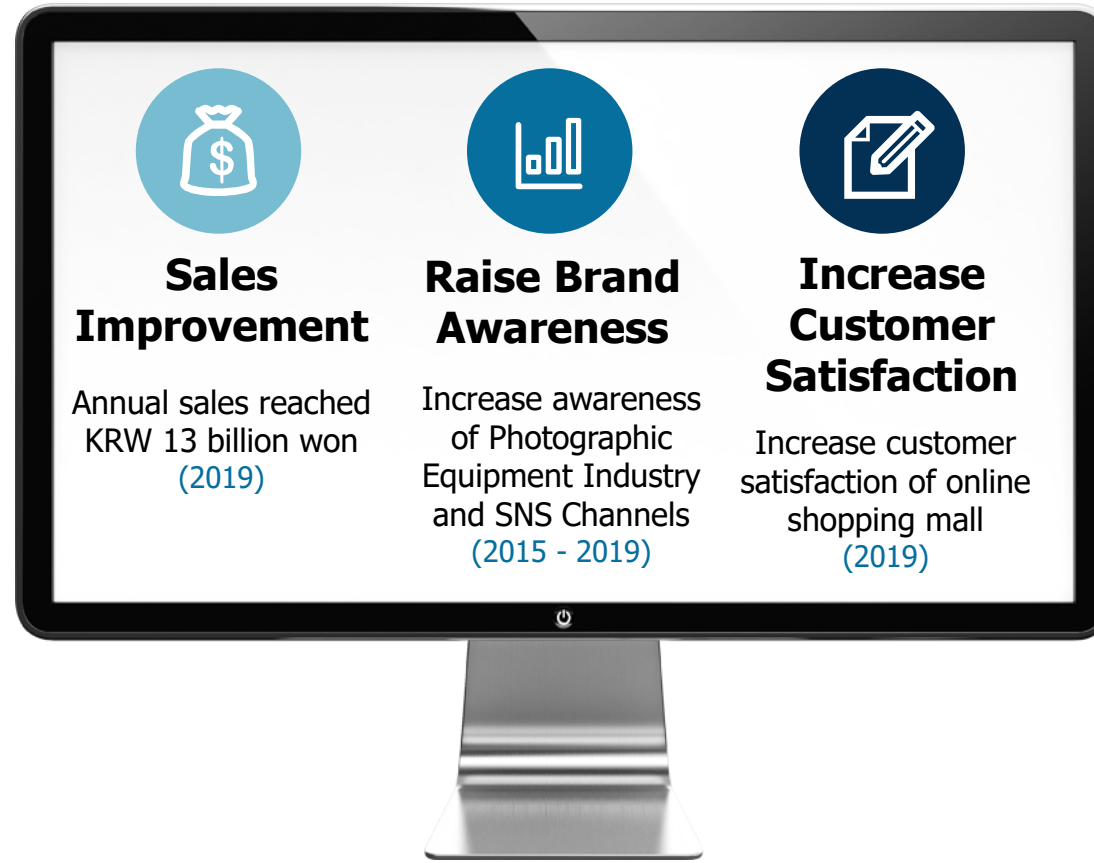 $
Sales
Improvement
Annual sales reached
KRW 13 billion won
(2019)
Raise Brand
Awareness
Increase awareness
of Photographic
Equipment Industry
and SNS Channels
(2015 - 2019)
Increase
Customer
Satisfaction
Increase customer
satisfaction of online
shopping mall
(2019)